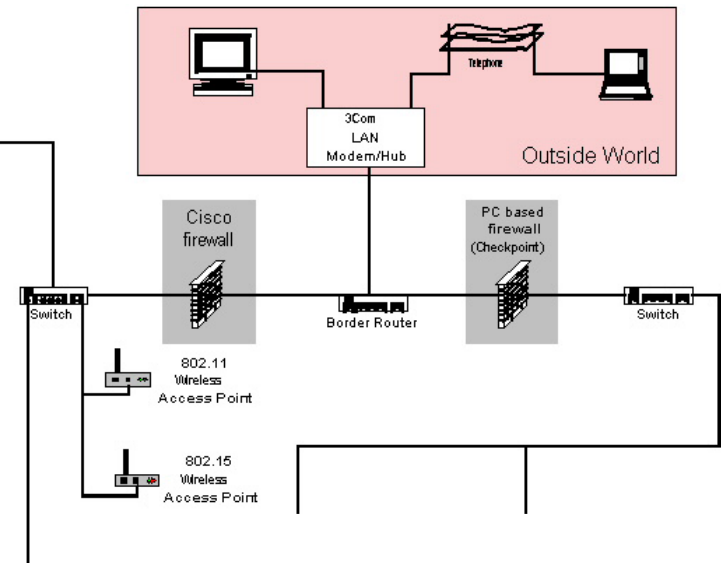 Telephone
3Com
LAN
Modem/Hub
Outside World
Cisco
firewall
PC based
firewall
(Checkpoint)
Switch
Border Router
Switch
802.11
Wireless
Access Point
802.15
Wireless
Access Point